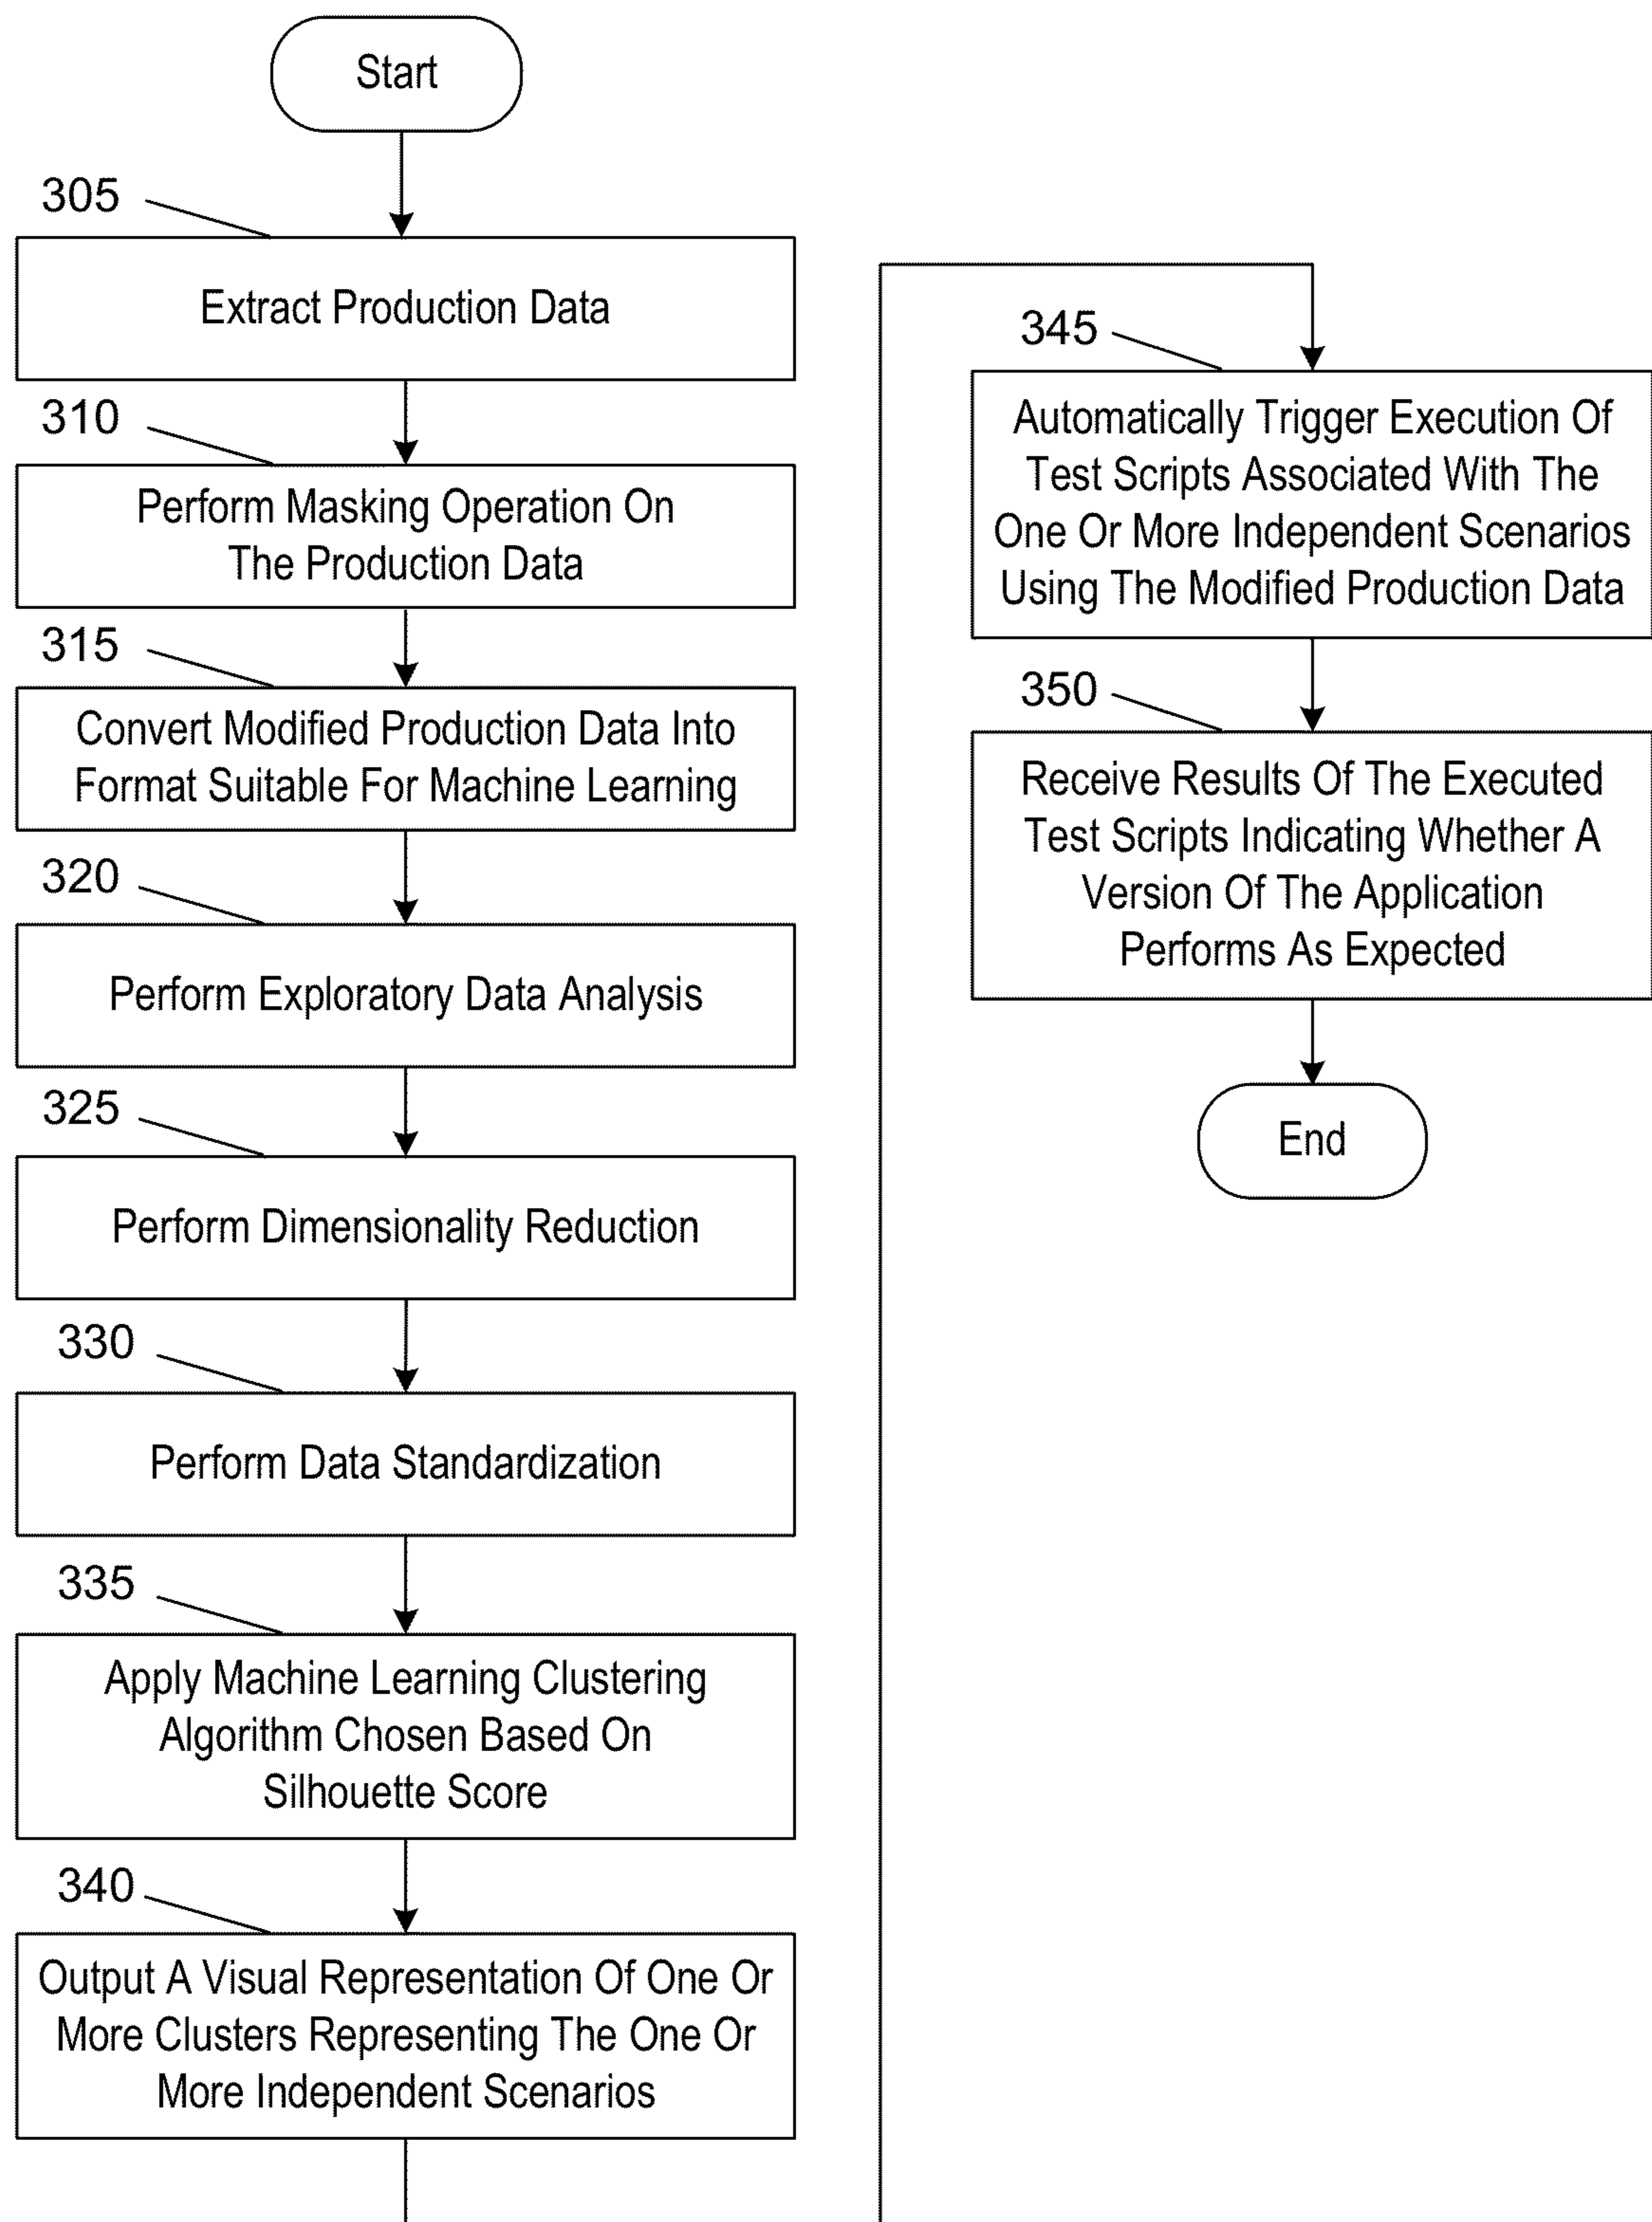 Start
305
Extract Production Data
310
Perform Masking Operation On
The Production Data
315
Convert Modified Production Data Into
Format Suitable For Machine Learning
320
Perform Exploratory Data Analysis
325
Perform Dimensionality Reduction
330
Perform Data Standardization
335
Apply Machine Learning Clustering
Algorithm Chosen Based On
Silhouette Score
340
Output A Visual Representation Of One Or
More Clusters Representing The One Or
More Independent Scenarios
345
Automatically Trigger Execution Of
Test Scripts Associated With The
One Or More Independent Scenarios
Using The Modified Production Data
350
Receive Results Of The Executed
Test Scripts Indicating Whether A
Version Of The Application
Performs As Expected
End